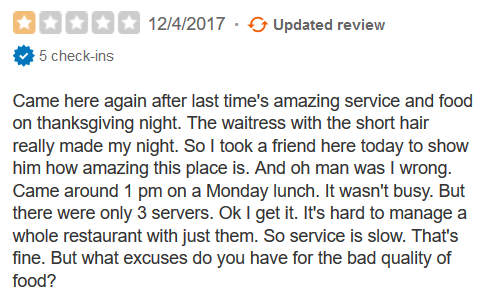 12/4/2017 · Updated review
5 check-ins
Came here again after last time's amazing service and food
on thanksgiving night. The waitress with the short hair
really made my night. So I took a friend here today to show
him how amazing this place is. And oh man was I wrong.
Came around 1 pm on a Monday lunch. It wasn't busy. But
there were only 3 servers. Ok I get it. It's hard to manage a
whole restaurant with just them. So service is slow. That's
fine. But what excuses do you have for the bad quality of
food?